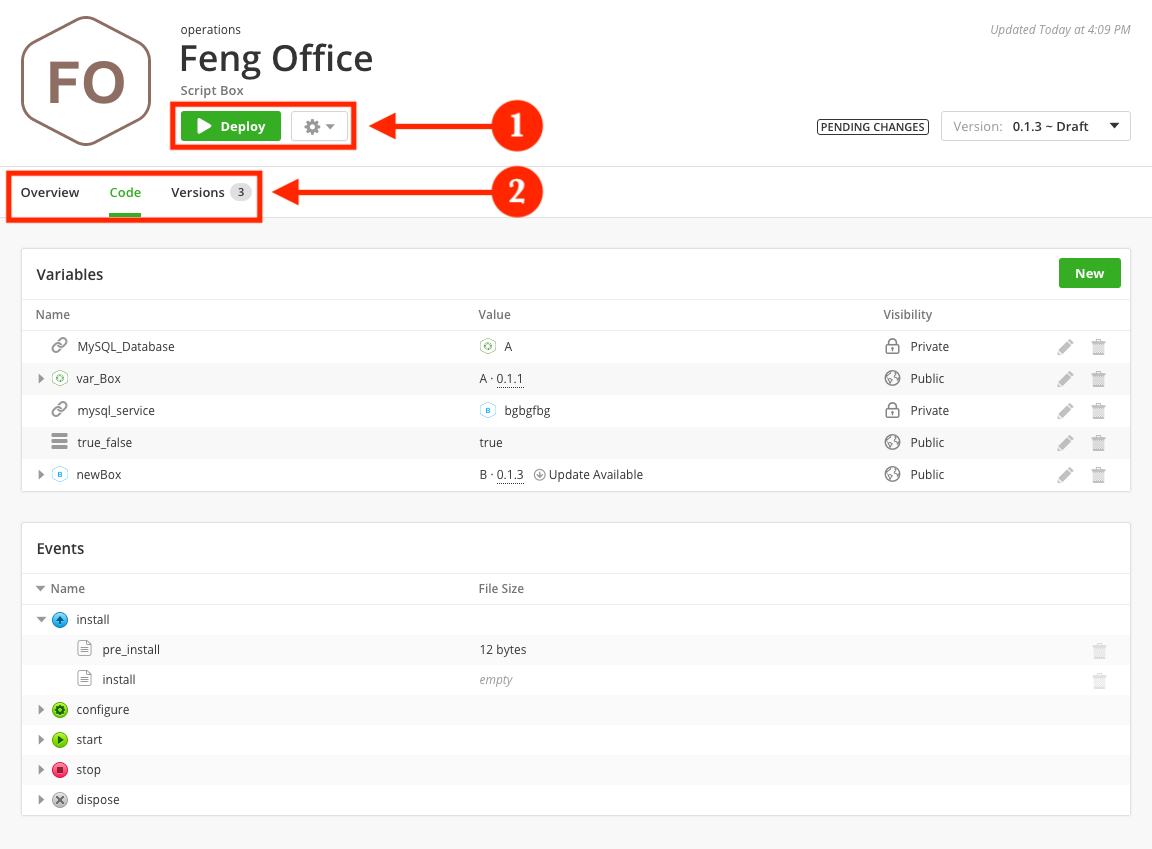 operations
Updated Today at 4:09 PM
FO
Feng Office
Script Box
Deploy
1
PENDING CHANGES
Version: 0.1.3 ~ Draft
Overview Code Versions 3
2
Variables
New
Name Value Visibility
MySQL_Database A Private
var_Box A · 0.1.1 Public
mysql_service B bgbgfbg Private
true_false true Public
B newBox B · 0.1.3 Update Available Public
Events
Name File Size
install
pre_install 12 bytes
install empty
configure
start
stop
dispose